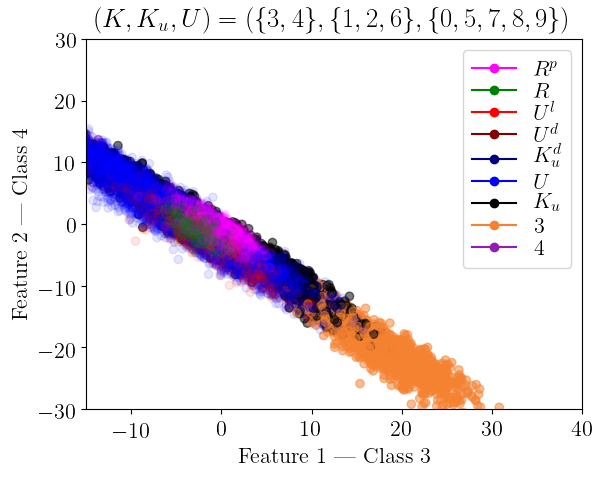 (K, K_u, U) = ({3, 4}, {1, 2, 6}, {0, 5, 7, 8, 9})
30
20
10
0
−10
−20
−30
Feature 2 — Class 4
R^p
R
U^l
U^d
K_u^d
U
K_u
3
4
−10 0 10 20 30 40
Feature 1 — Class 3